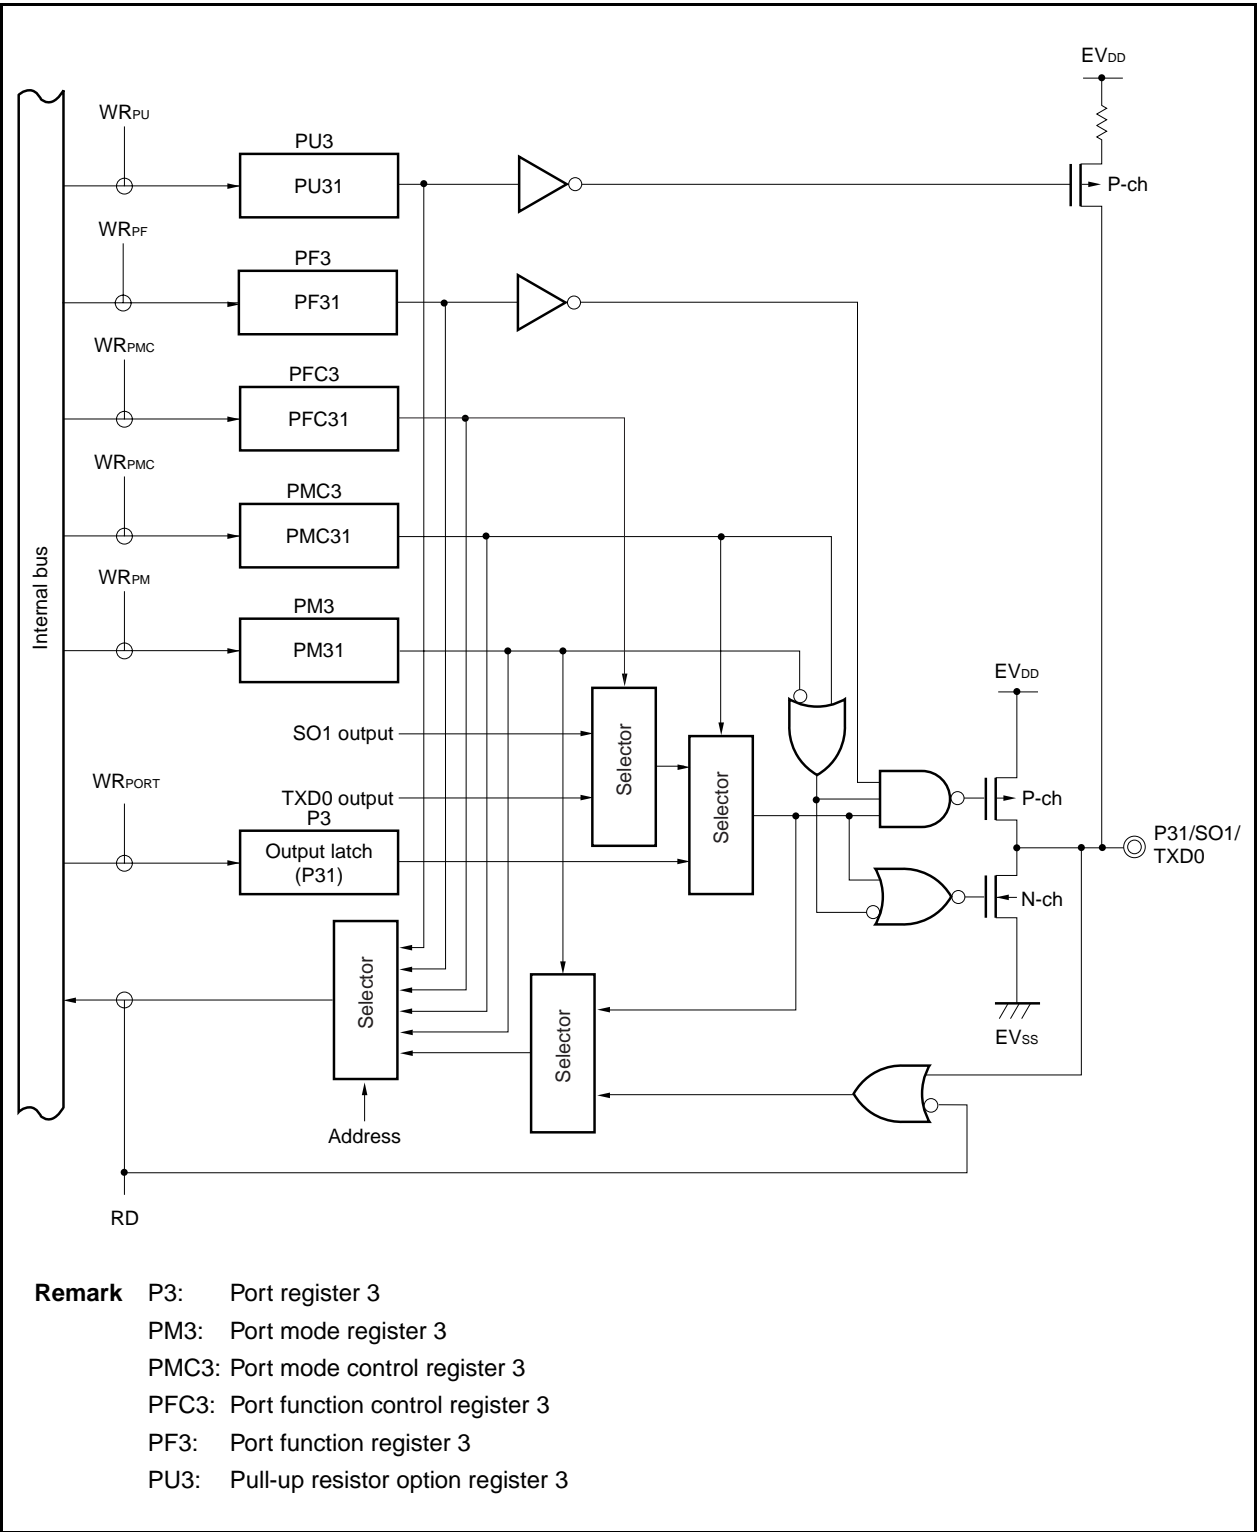 EVDD
WRPU
PU3
PU31
P-ch
WRPF
PF3
PF31
WRPMC
PFC3
PFC31
WRPMC
PMC3
PMC31
Internal bus
WRPM
PM3
PM31
EVDD
SO1 output
Selector
Selector
WRPORT
TXD0 output
P-ch
P3
Output latch
(P31)
P31/SO1/
TXD0
N-ch
Selector
Selector
EVSS
Address
RD
Remark P3: Port register 3
PM3: Port mode register 3
PMC3: Port mode control register 3
PFC3: Port function control register 3
PF3: Port function register 3
PU3: Pull-up resistor option register 3